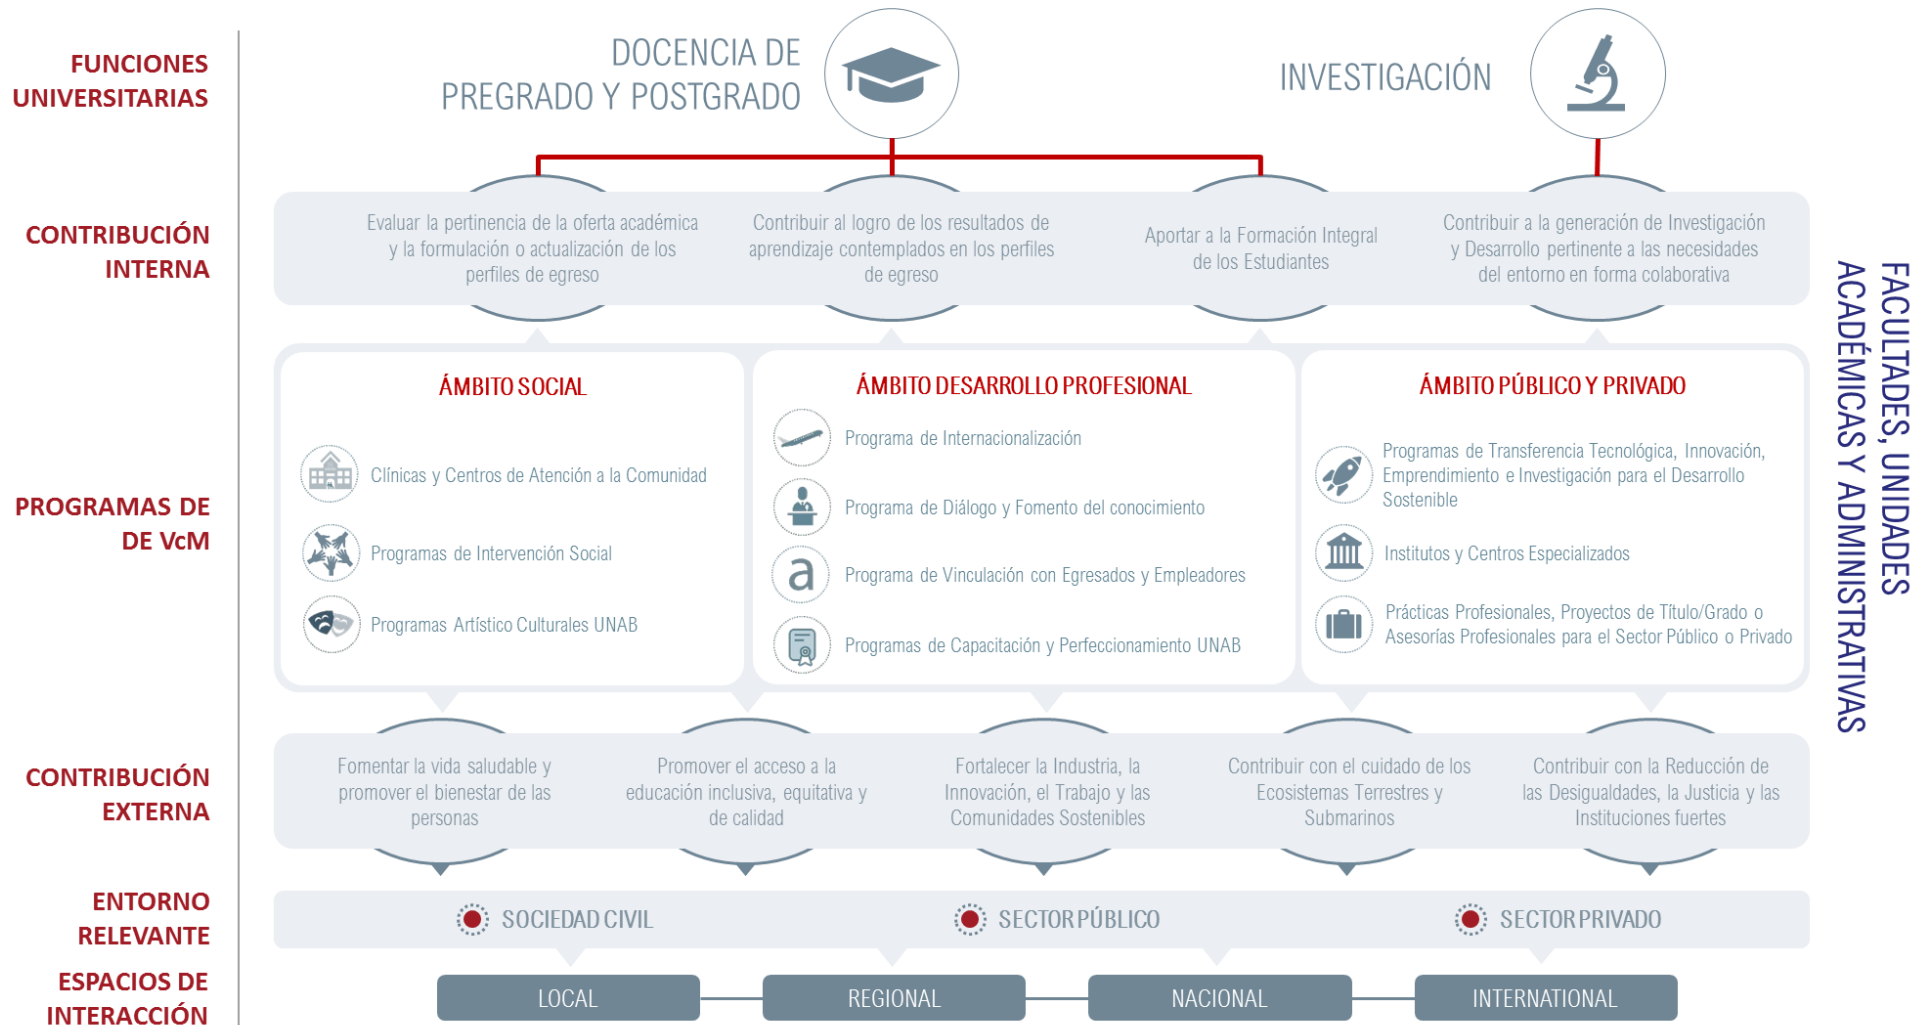 FUNCIONES
UNIVERSITARIAS
DOCENCIA DE
PREGRADO Y POSTGRADO
INVESTIGACIÓN
CONTRIBUCIÓN
INTERNA
Evaluar la pertinencia de la oferta académica
y la formulación o actualización de los
perfiles de egreso
Contribuir al logro de los resultados de
aprendizaje contemplados en los perfiles
de egreso
Aportar a la Formación Integral
de los Estudiantes
Contribuir a la generación de Investigación
y Desarrollo pertinente a las necesidades
del entorno en forma colaborativa
PROGRAMAS DE
DE VcM
ÁMBITO SOCIAL
Clínicas y Centros de Atención a la Comunidad
Programas de Intervención Social
Programas Artístico Culturales UNAB
ÁMBITO DESARROLLO PROFESIONAL
Programa de Internacionalización
Programa de Diálogo y Fomento del conocimiento
a
Programa de Vinculación con Egresados y Empleadores
Programas de Capacitación y Perfeccionamiento UNAB
ÁMBITO PÚBLICO Y PRIVADO
Programas de Transferencia Tecnológica, Innovación,
Emprendimiento e Investigación para el Desarrollo
Sostenible
Institutos y Centros Especializados
Prácticas Profesionales, Proyectos de Título/Grado o
Asesorías Profesionales para el Sector Público o Privado
CONTRIBUCIÓN
EXTERNA
Fomentar la vida saludable y
promover el bienestar de las
personas
Promover el acceso a la
educación inclusiva, equitativa y
de calidad
Fortalecer la Industria, la
Innovación, el Trabajo y las
Comunidades Sostenibles
Contribuir con el cuidado de los
Ecosistemas Terrestres y
Submarinos
Contribuir con la Reducción de
las Desigualdades, la Justicia y las
Instituciones fuertes
ENTORNO
RELEVANTE
SOCIEDAD CIVIL
SECTOR PÚBLICO
SECTOR PRIVADO
ESPACIOS DE
INTERACCIÓN
LOCAL
REGIONAL
NACIONAL
INTERNATIONAL
FACULTADES, UNIDADES
ACADÉMICAS Y ADMINISTRATIVAS